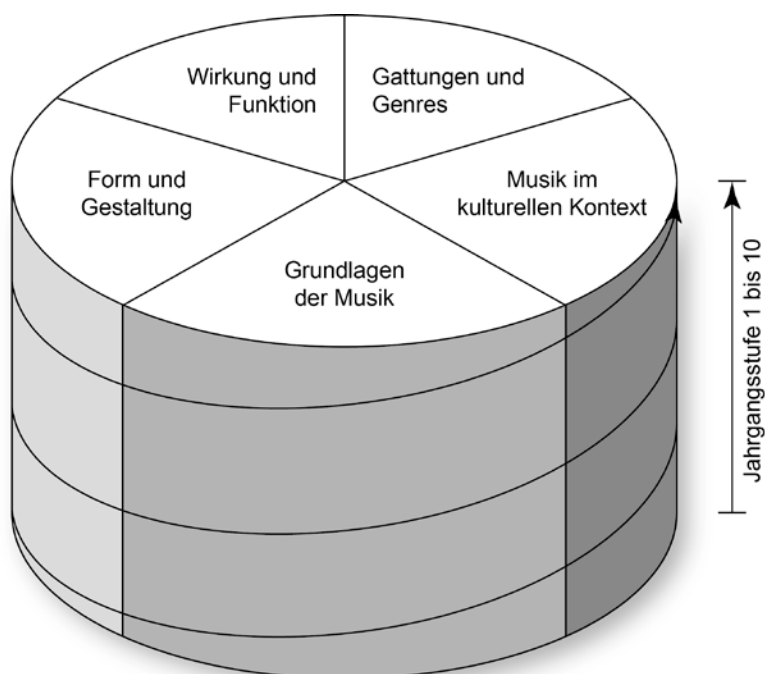 Wirkung und
Funktion
Gattungen und
Genres
Form und
Gestaltung
Musik im
kulturellen Kontext
Grundlagen
der Musik
Jahrgangsstufe 1 bis 10